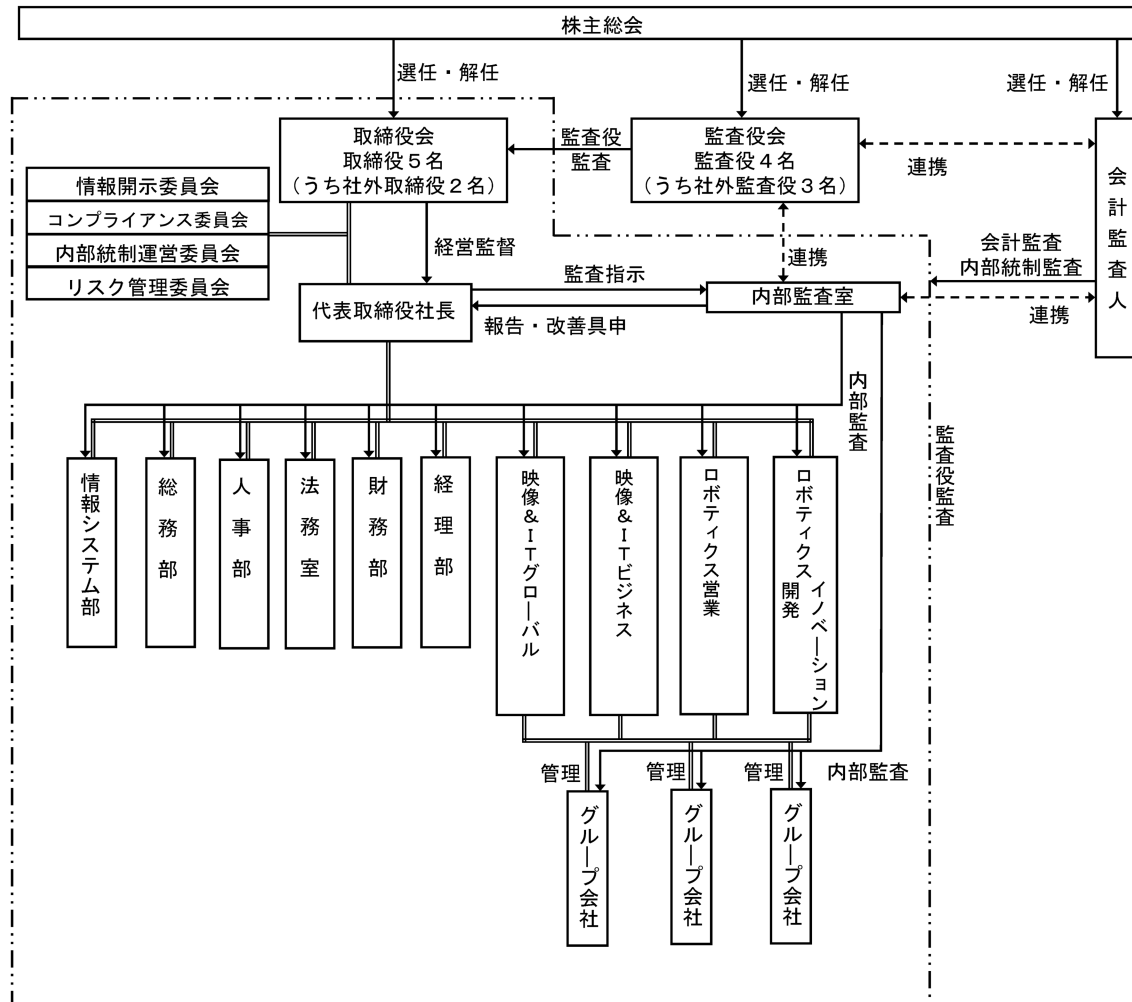 株主総会
選任・解任
選任・解任
選任・解任
取締役会
取締役５名
（うち社外取締役２名）
監査役
監査
監査役会
監査役４名
（うち社外監査役３名）
連携
会計監査人
情報開示委員会
コンプライアンス委員会
内部統制運営委員会
リスク管理委員会
経営監督
連携
会計監査
内部統制監査
代表取締役社長
監査指示
報告・改善具申
内部監査室
連携
内部監査
監査役監査
情報システム部
総務部
人事部
法務室
財務部
経理部
映像＆ＩＴグローバル
映像＆ＩＴビジネス
ロボティクス営業
ロボティクスイノベーション
開発
管理
管理
管理
内部監査
グループ会社
グループ会社
グループ会社